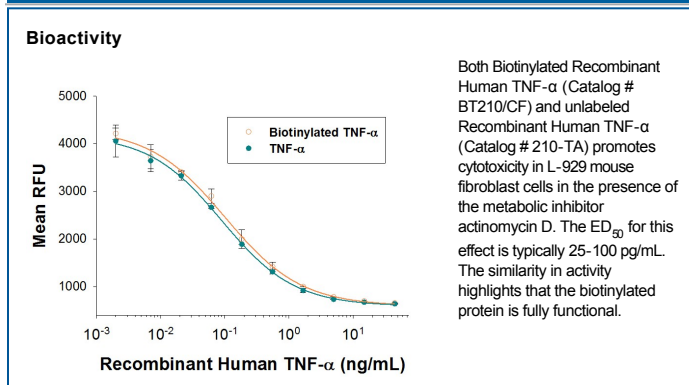 Bioactivity
5000
4000
3000
2000
1000
Mean RFU
Biotinylated TNF-α
TNF-α
10⁻³
10⁻²
10⁻¹
10⁰
10¹
Recombinant Human TNF-α (ng/mL)
Both Biotinylated Recombinant
Human TNF-α (Catalog #
BT210/CF) and unlabeled
Recombinant Human TNF-α
(Catalog # 210-TA) promotes
cytotoxicity in L-929 mouse
fibroblast cells in the presence of
the metabolic inhibitor
actinomycin D. The ED50 for this
effect is typically 25-100 pg/mL.
The similarity in activity
highlights that the biotinylated
protein is fully functional.